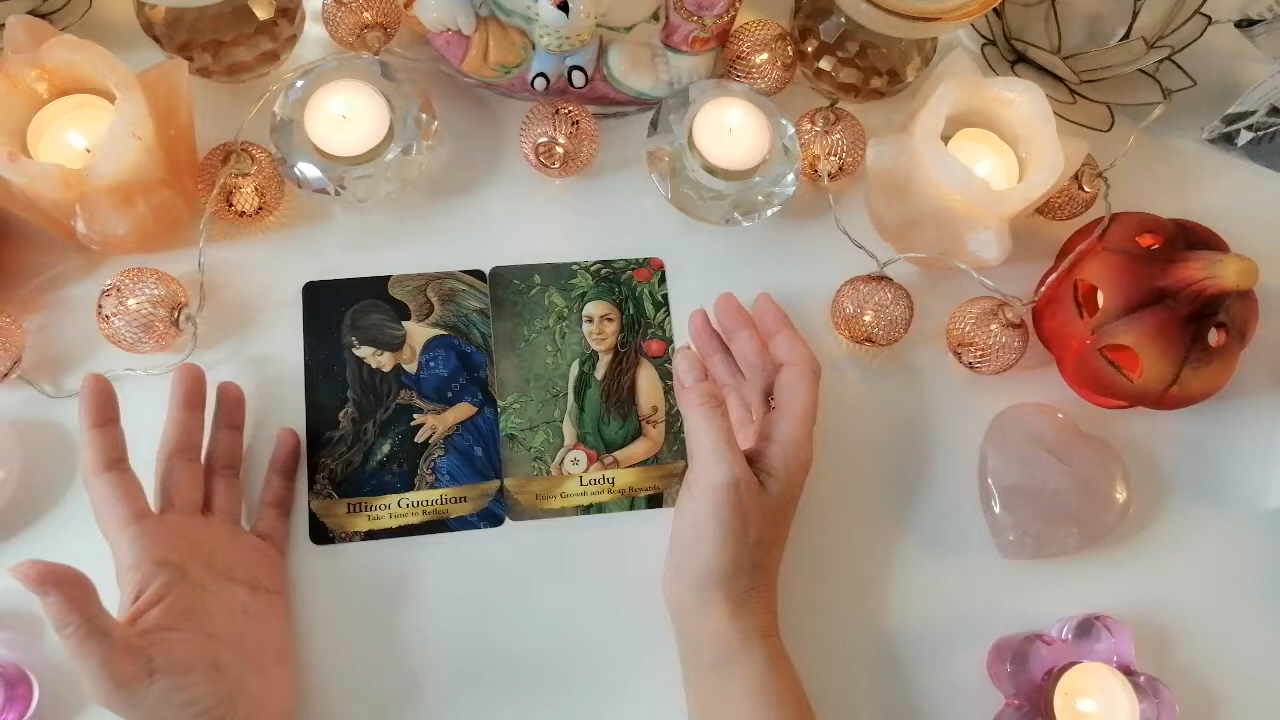 Mirror Guardian
Take Time to Reflect
Lady
Enjoy Growth and Reap Rewards